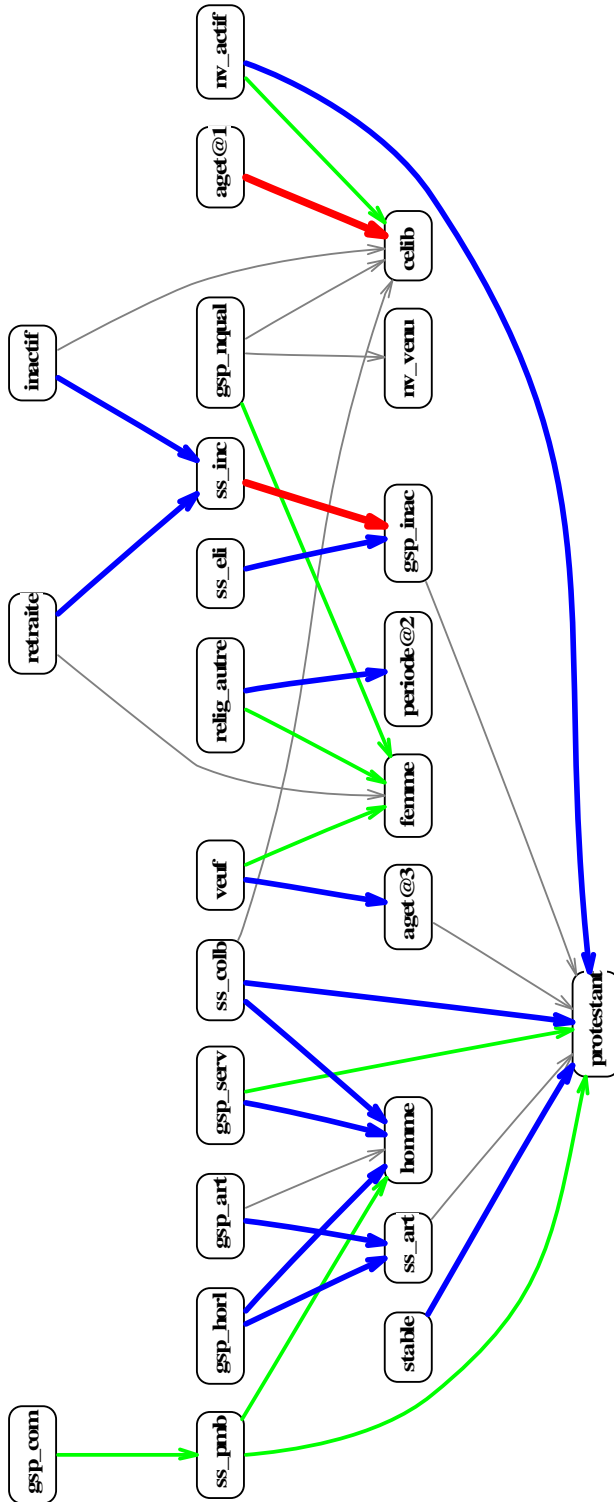 gsp_com
retraite
inactif
ss_pmb
gsp_horl
gsp_art
gsp_serv
ss_colb
veuf
relig_autre
ss_eli
ss_inc
gsp_nqual
aget@1
nv_actif
stable
ss_art
homme
aget@3
femme
periode@2
gsp_inac
nv_venu
celib
protestant